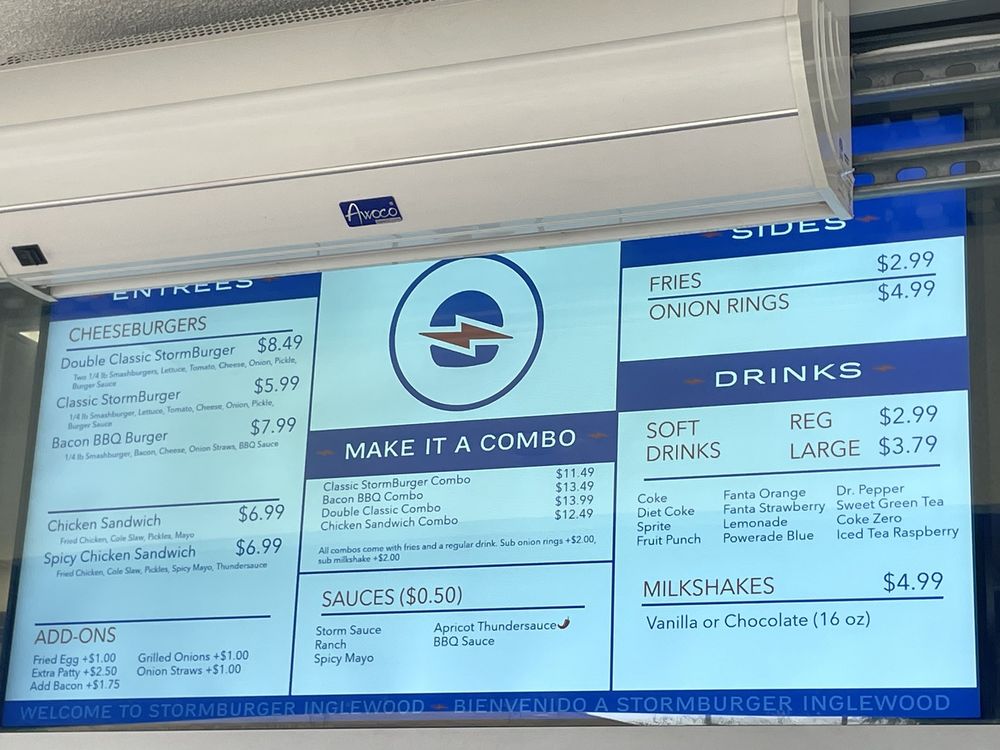 Awoco
ENTREES
CHEESEBURGERS
Double Classic StormBurger $8.49
Two 1/4 lb Smashburgers, Lettuce, Tomato, Cheese, Onion, Pickle,
Burger Sauce
Classic StormBurger $5.99
1/4 lb Smashburger, Lettuce, Tomato, Cheese, Onion, Pickle,
Burger Sauce
Bacon BBQ Burger $7.99
1/4 lb Smashburger, Bacon, Cheese, Onion Straws, BBQ Sauce
Chicken Sandwich $6.99
Fried Chicken, Cole Slaw, Pickles, Mayo
Spicy Chicken Sandwich $6.99
Fried Chicken, Cole Slaw, Pickles, Spicy Mayo, Thundersauce
ADD-ONS
Fried Egg +$1.00 Grilled Onions +$1.00
Extra Patty +$2.50 Onion Straws +$1.00
Add Bacon +$1.75
MAKE IT A COMBO
Classic StormBurger Combo $11.49
Bacon BBQ Combo $13.49
Double Classic Combo $13.99
Chicken Sandwich Combo $12.49
All combos come with fries and a regular drink. Sub onion rings +$2.00,
sub milkshake +$2.00
SAUCES ($0.50)
Storm Sauce Apricot Thundersauce
Ranch BBQ Sauce
Spicy Mayo
SIDES
FRIES $2.99
ONION RINGS $4.99
DRINKS
SOFT REG $2.99
DRINKS LARGE $3.79
Coke Fanta Orange Dr. Pepper
Diet Coke Fanta Strawberry Sweet Green Tea
Sprite Lemonade Coke Zero
Fruit Punch Powerade Blue Iced Tea Raspberry
MILKSHAKES $4.99
Vanilla or Chocolate (16 oz)
WELCOME TO STORMBURGER INGLEWOOD BIENVENIDO A STORMBURGER INGLEWOOD